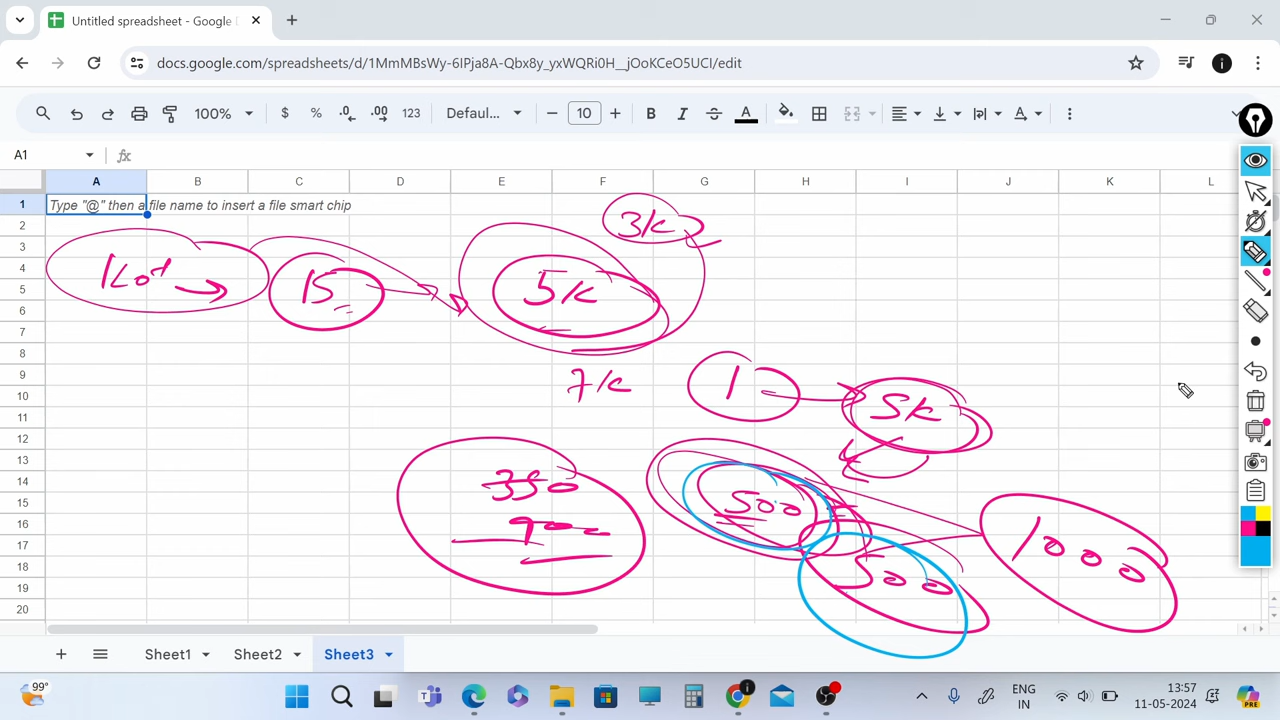 Untitled spreadsheet - Google
docs.google.com/spreadsheets/d/1MmMBsWy-6IPja8A-Qbx8y_yxWQRi0H__jOoKCeO5UCI/edit
100% $ % .0 .00 123 Defaul... 10 B I A
A1 fx
A B C D E F G H I J K L
1 Type "@" then a file name to insert a file smart chip
2
3
4
5
6
7
8
9
10
11
12
13
14
15
16
17
18
19
20
3k
15
5k
7k
1
5k
350
900
500
500
1000
Sheet1 Sheet2 Sheet3
99°
ENG
IN
13:57
11-05-2024
PRE